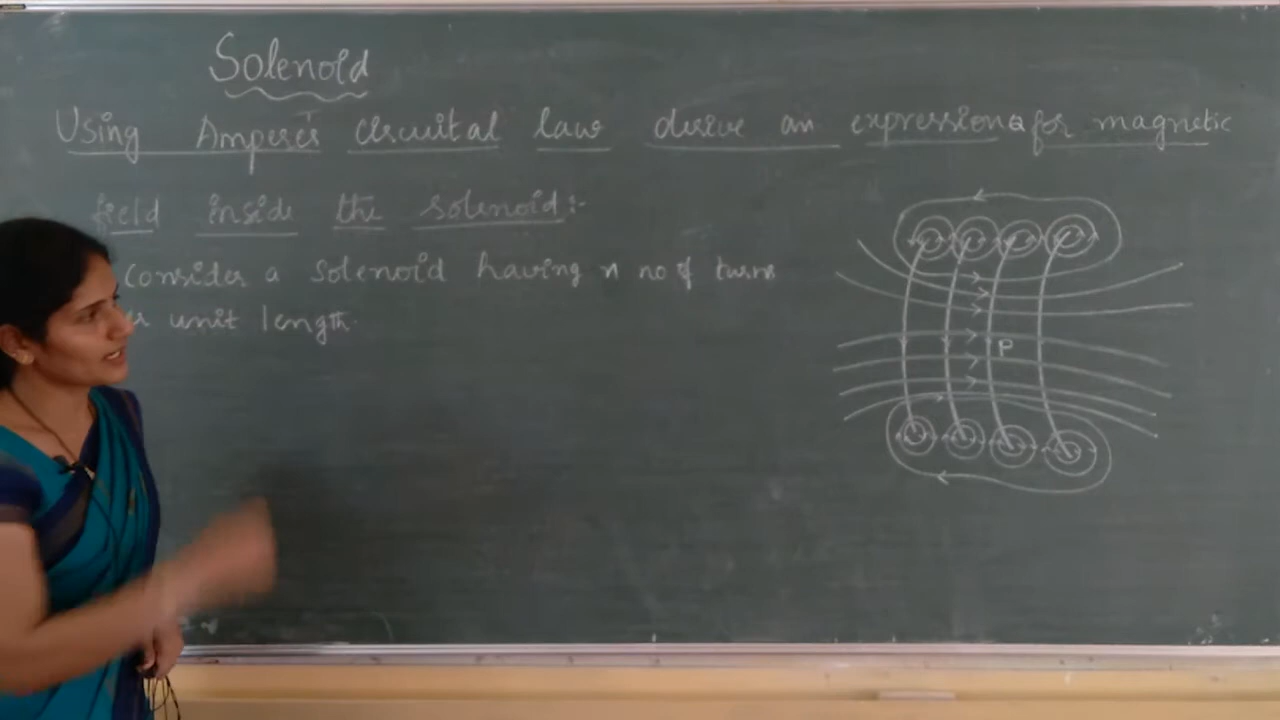 Solenoid
Using Ampere's circuital law derive an expression for magnetic
field inside the solenoid:-
Consider a solenoid having n no of turns
unit length.
P